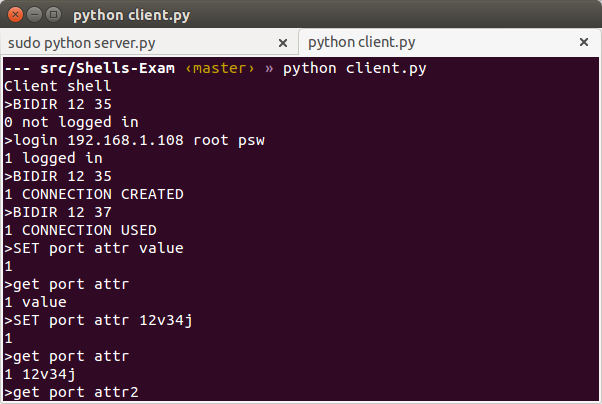 python client.py
sudo python server.py
python client.py
--- src/Shells-Exam ‹master› » python client.py
Client shell
>BIDIR 12 35
0 not logged in
>login 192.168.1.108 root psw
1 logged in
>BIDIR 12 35
1 CONNECTION CREATED
>BIDIR 12 37
1 CONNECTION USED
>SET port attr value
1
>get port attr
1 value
>SET port attr 12v34j
1
>get port attr
1 12v34j
>get port attr2